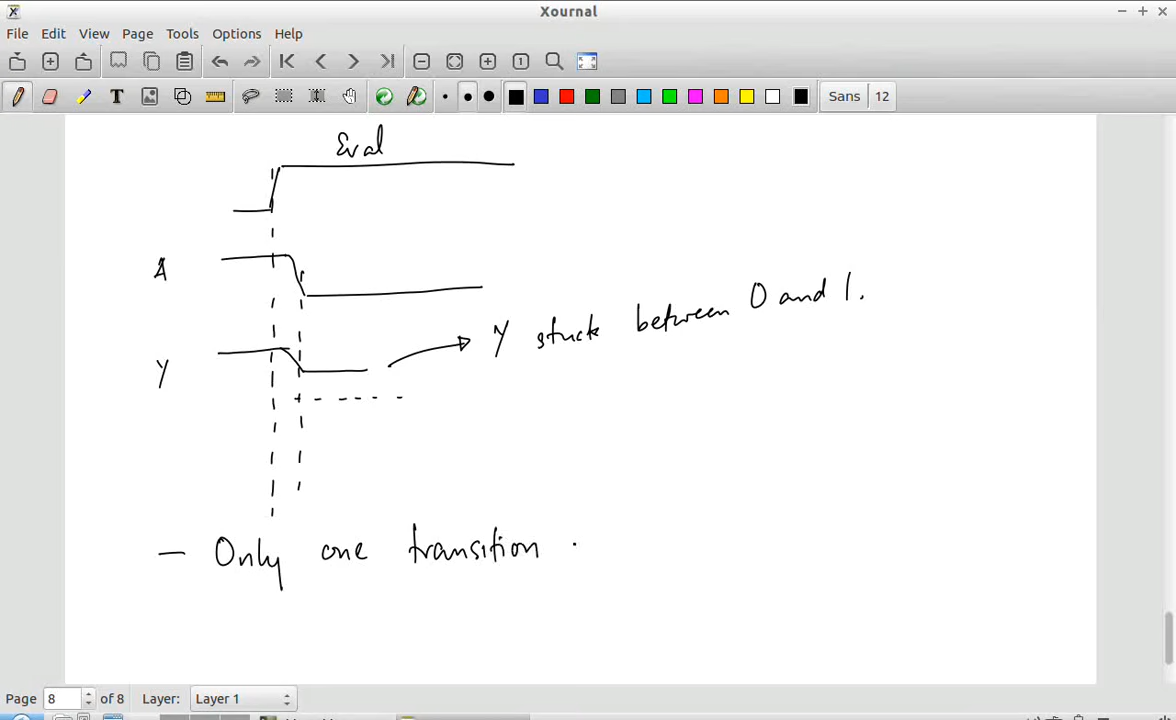 Xournal
File Edit View Page Tools Options Help
Sans 12
Eval
A
Y stuck between 0 and 1.
Y
— Only one transition
Page 8 of 8 Layer: Layer 1